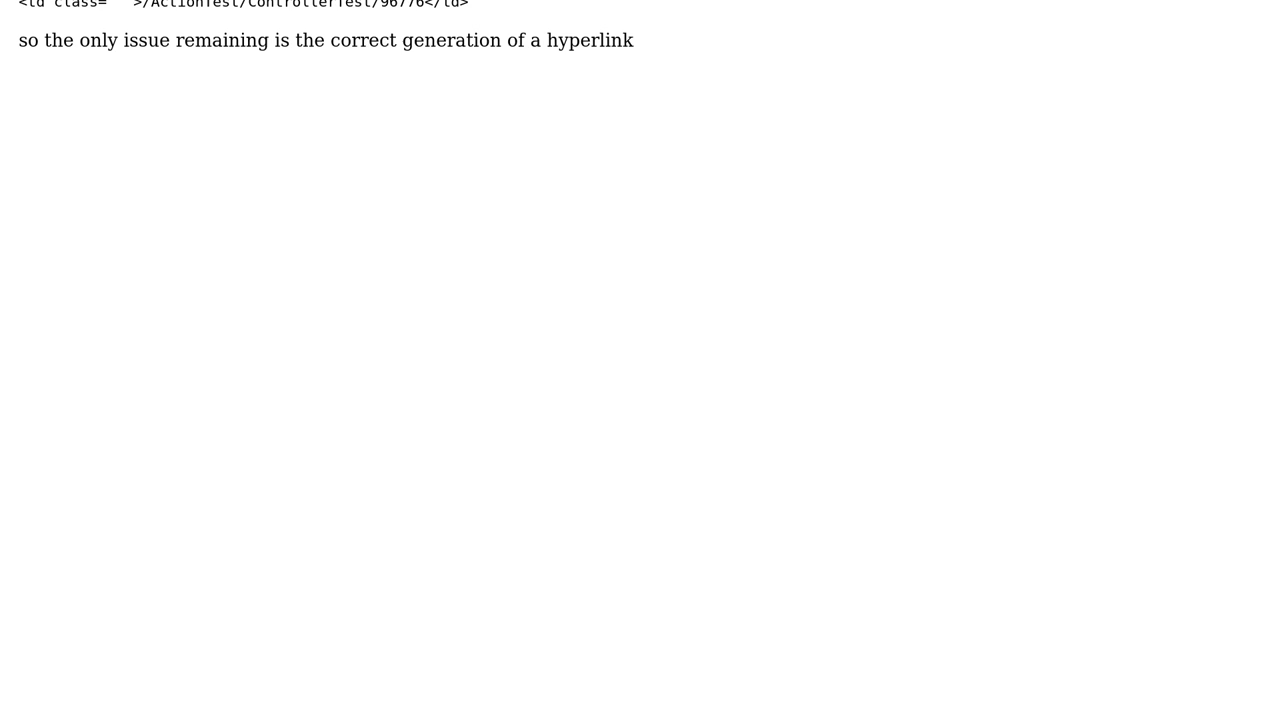 <td class=" ">/ActionTest/ControllerTest/96776</td>
so the only issue remaining is the correct generation of a hyperlink